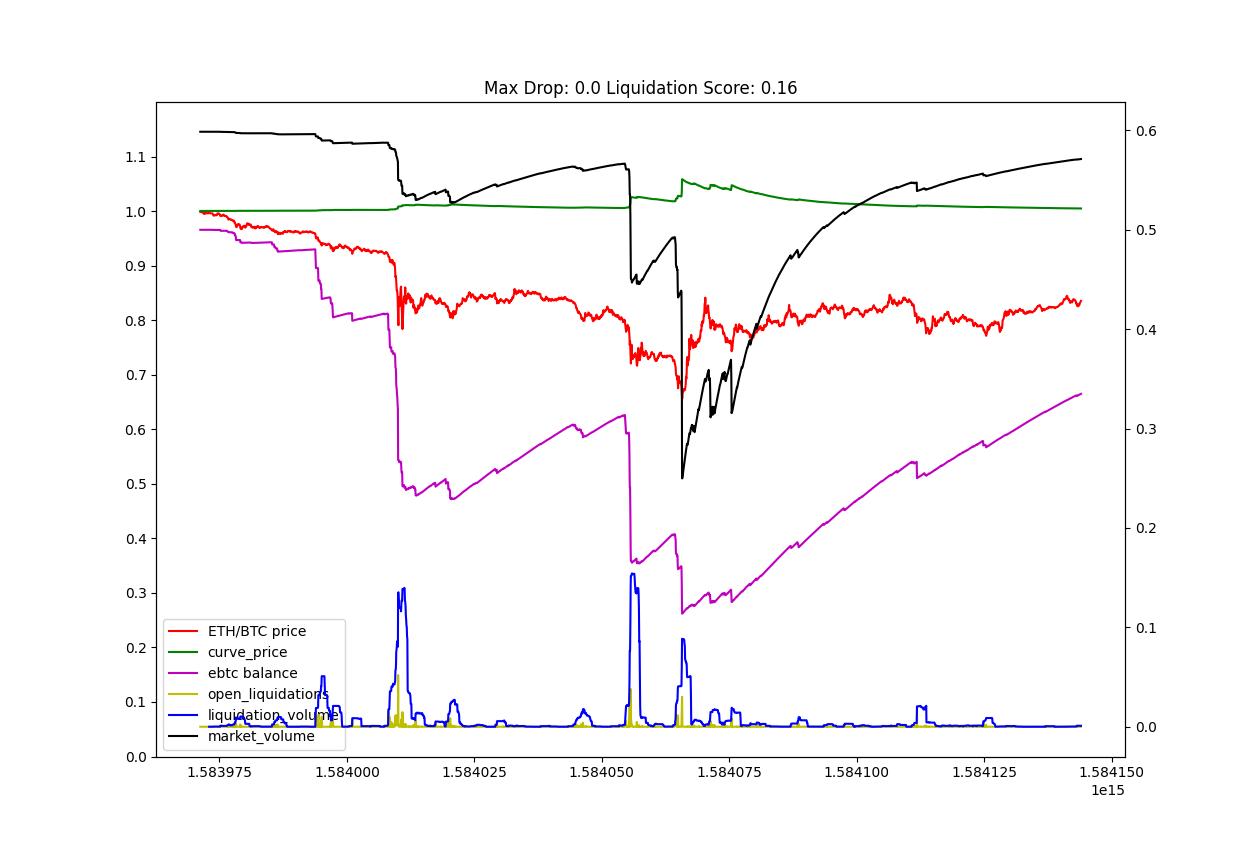 Max Drop: 0.0 Liquidation Score: 0.16
1.1
1.0
0.9
0.8
0.7
0.6
0.5
0.4
0.3
0.2
0.1
0.0
0.6
0.5
0.4
0.3
0.2
0.1
0.0
ETH/BTC price
curve_price
ebtc balance
open_liquidations
liquidation_volume
market_volume
1.583975 1.584000 1.584025 1.584050 1.584075 1.584100 1.584125 1.584150
1e15